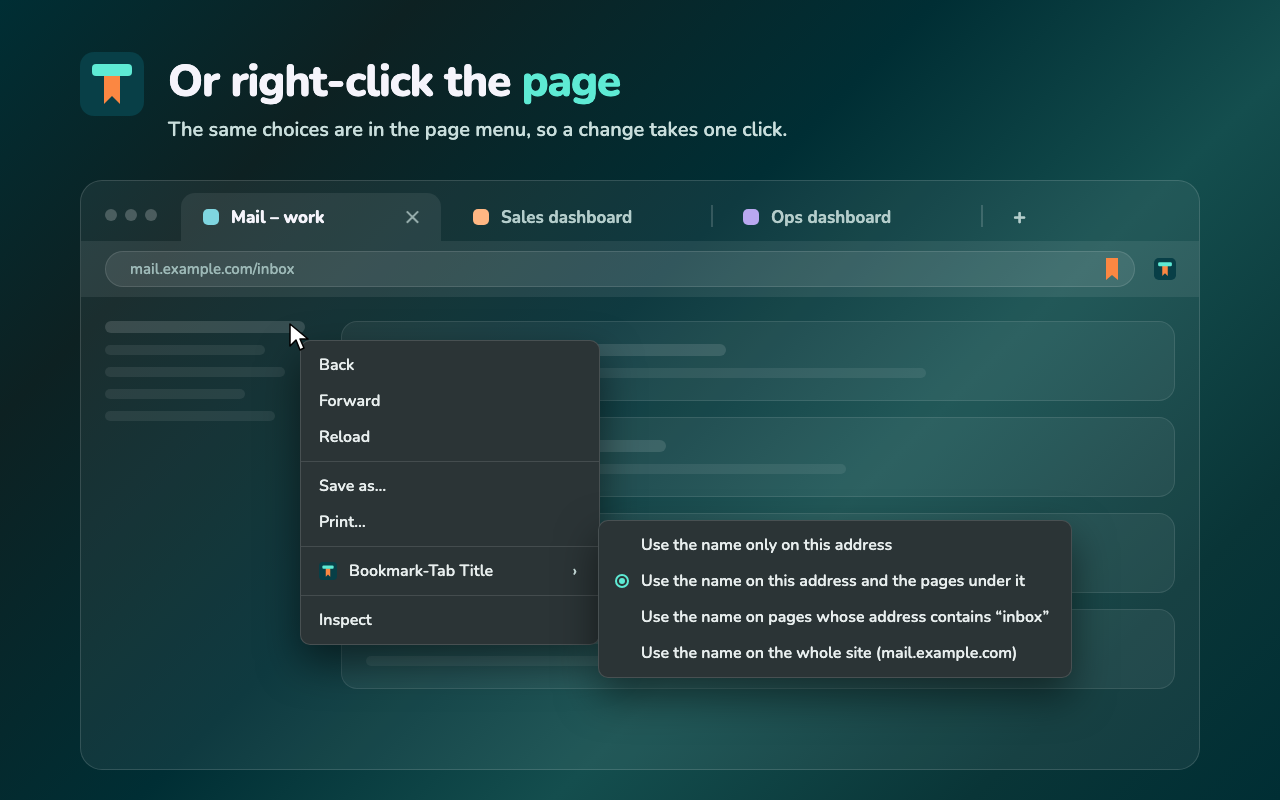 Or right-click the page
The same choices are in the page menu, so a change takes one click.
Mail – work
Sales dashboard
Ops dashboard
mail.example.com/inbox
Back
Forward
Reload
Save as...
Print...
Bookmark-Tab Title
Inspect
Use the name only on this address
Use the name on this address and the pages under it
Use the name on pages whose address contains “inbox”
Use the name on the whole site (mail.example.com)